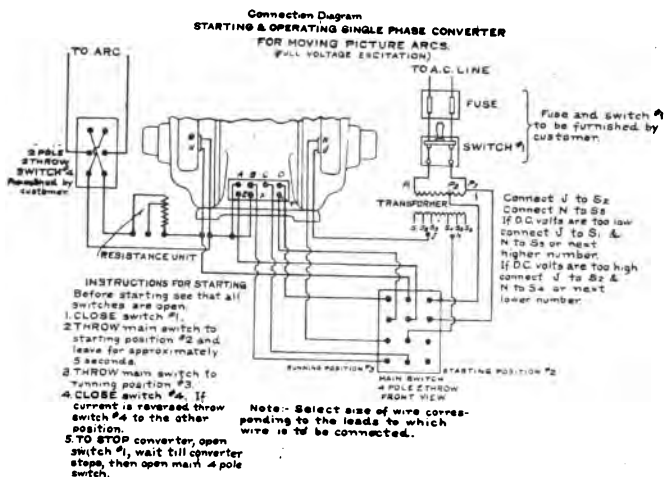 Connection Diagram
STARTING & OPERATING SINGLE PHASE CONVERTER
FOR MOVING PICTURE ARCS.
(FULL VOLTAGE EXCITATION)
TO ARC
TO A.C. LINE
FUSE
Fuse and switch #1
to be furnished by
customer.
SWITCH #1
2 POLE
2 THROW
SWITCH #4
Furnished by
customer
A B C D
TRANSFORMER
Connect J to S2
Connect N to S5
If D.C. volts are too low
connect J to S1 &
N to S5 or next
higher number.
If D.C. volts are too high
connect J to S2 &
N to S4 or next
lower number.
RESISTANCE UNIT
INSTRUCTIONS FOR STARTING
Before starting see that all
switches are open.
1. CLOSE switch #1.
2 THROW main switch to
starting position #2 and
leave for approximately
5 seconds.
3. THROW main switch to
running position #3.
4. CLOSE switch #4. If
current is reversed throw
switch #4 to the other
position.
5. TO STOP converter, open
switch #1, wait till converter
stops, then open main 4 pole
switch.
RUNNING POSITION #3
STARTING POSITION #2
MAIN SWITCH
4 POLE 2 THROW
FRONT VIEW
Note:- Select size of wire corres-
ponding to the leads to which
wire is to be connected.